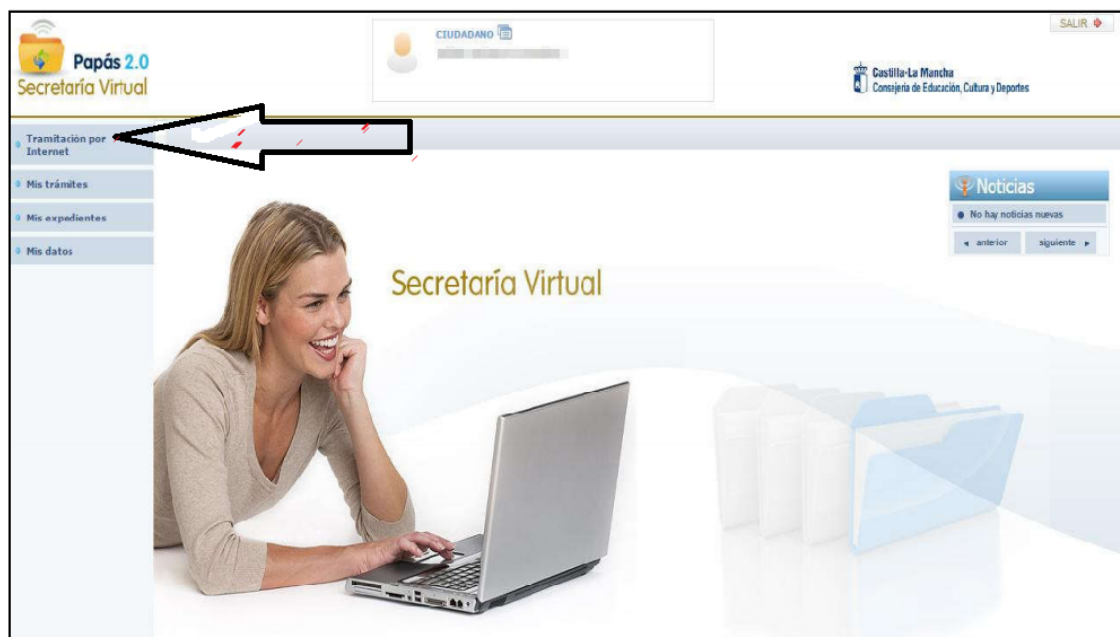 Papás 2.0
Secretaría Virtual
CIUDADANO
SALIR
Castilla-La Mancha
Consejería de Educación, Cultura y Deportes
Tramitación por
Internet
Mis trámites
Mis expedientes
Mis datos
Noticias
No hay noticias nuevas
anterior siguiente
Secretaría Virtual